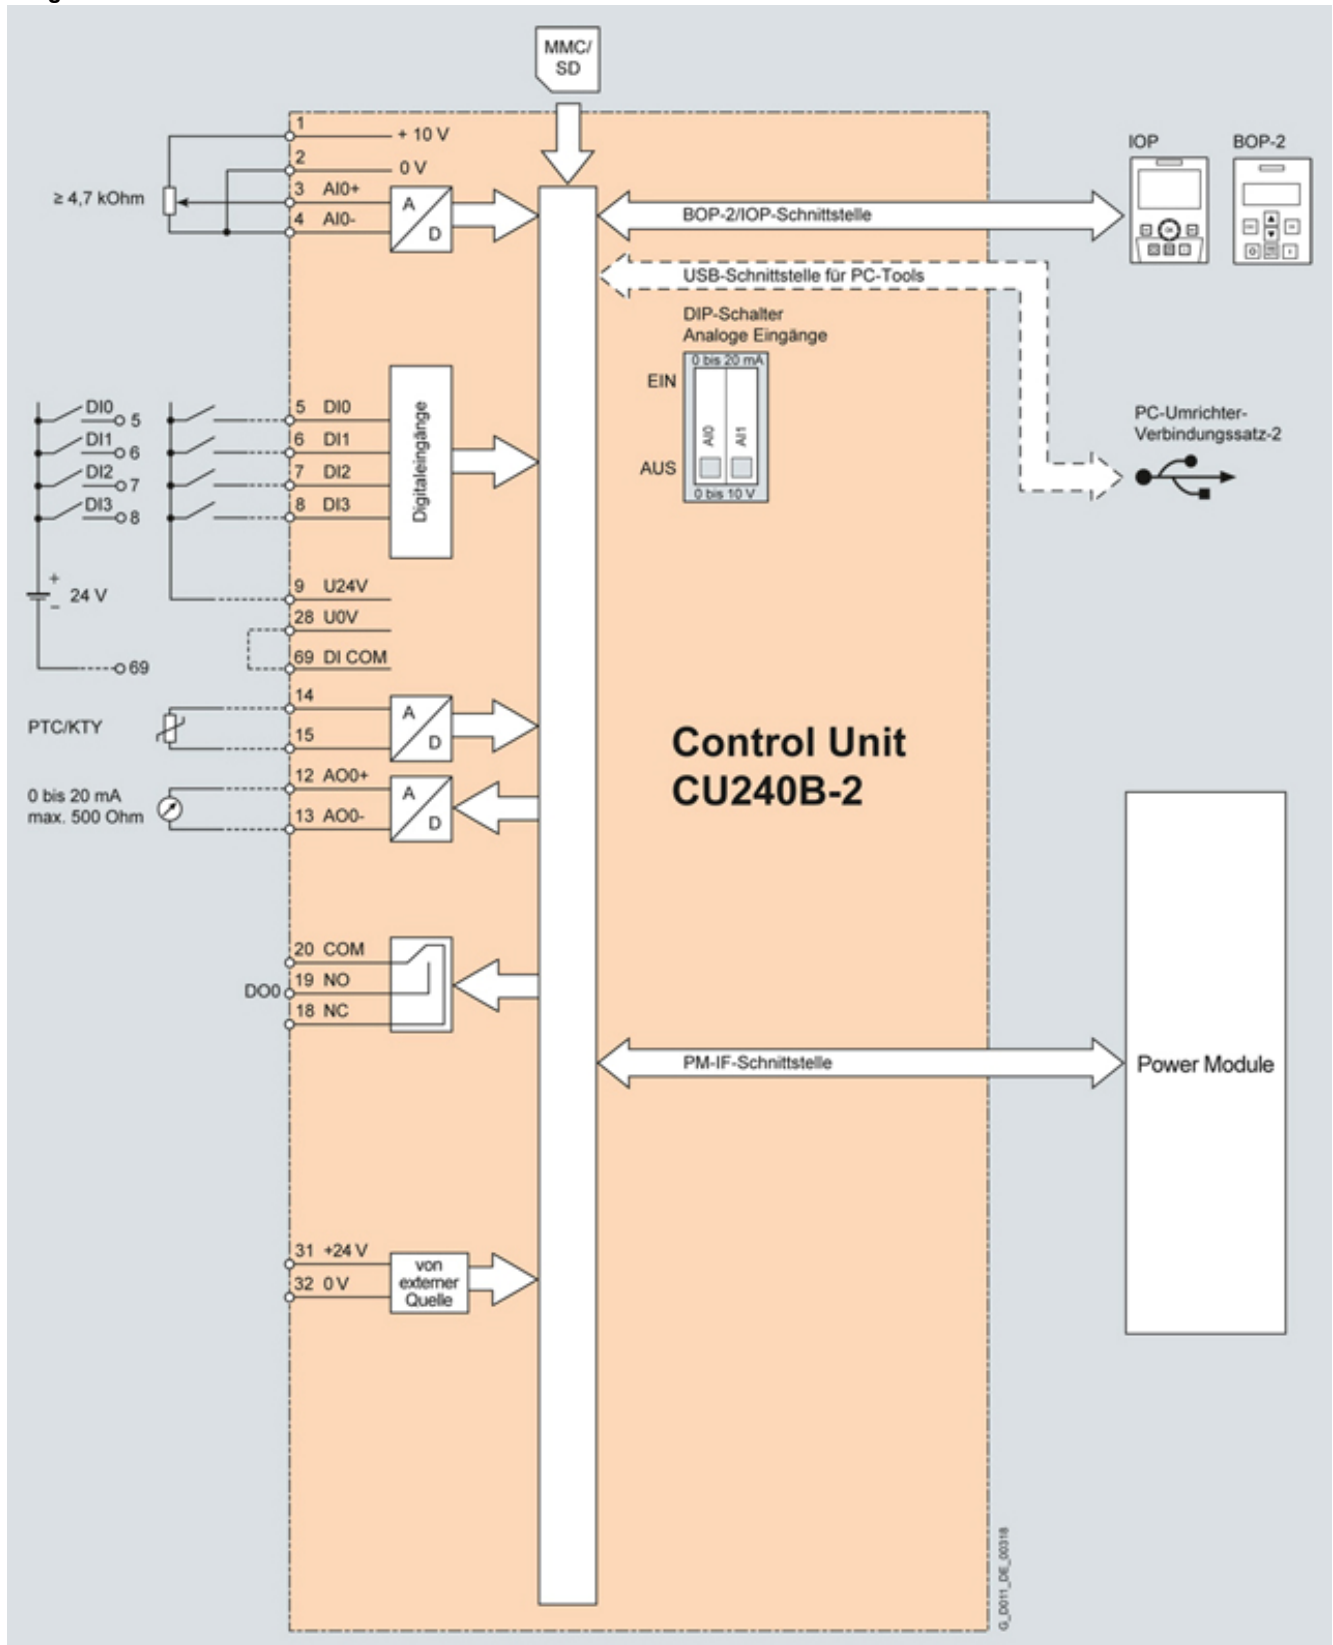 MMC/
SD
1
+ 10 V
2
0 V
3 AI0+
4 AI0-
≥ 4,7 kOhm
A
D
IOP
BOP-2
BOP-2/IOP-Schnittstelle
USB-Schnittstelle für PC-Tools
DIP-Schalter
Analoge Eingänge
0 bis 20 mA
EIN
AI0
AI1
AUS
0 bis 10 V
PC-Umrichter-
Verbindungssatz-2
DI0
5
DI1
6
DI2
7
DI3
8
5 DI0
6 DI1
7 DI2
8 DI3
Digitaleingänge
+
−
24 V
69
9 U24V
28 U0V
69 DI COM
PTC/KTY
14
15
A
D
0 bis 20 mA
max. 500 Ohm
12 AO0+
13 AO0-
A
D
Control Unit
CU240B-2
DO0
20 COM
19 NO
18 NC
PM-IF-Schnittstelle
Power Module
31 +24 V
32 0 V
von
externer
Quelle
G_D011_DE_00318